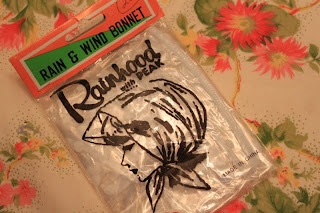 RAIN & WIND BONNET
Rainhood
WITH
PEAK